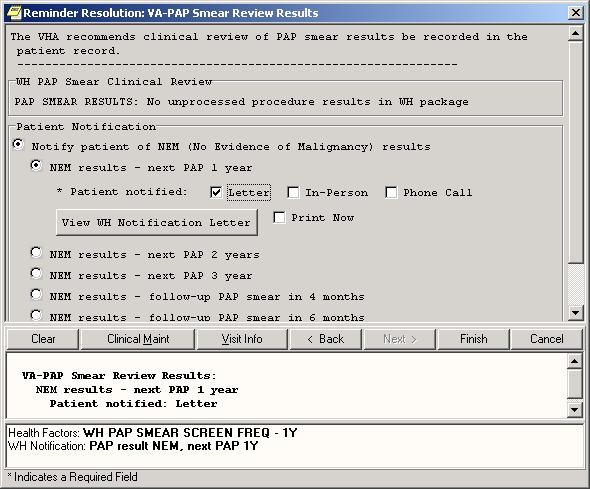 Reminder Resolution: VA-PAP Smear Review Results
The VHA recommends clinical review of PAP smear results be recorded in the
patient record.
---------------------------------------------------------------
WH PAP Smear Clinical Review
PAP SMEAR RESULTS: No unprocessed procedure results in WH package
Patient Notification
Notify patient of NEM (No Evidence of Malignancy) results
NEM results - next PAP 1 year
* Patient notified: Letter In-Person Phone Call
View WH Notification Letter Print Now
NEM results - next PAP 2 years
NEM results - next PAP 3 year
NEM results - follow-up PAP smear in 4 months
NEM results - follow-up PAP smear in 6 months
Clear Clinical Maint Visit Info < Back Next > Finish Cancel
VA-PAP Smear Review Results:
NEM results - next PAP 1 year
Patient notified: Letter
Health Factors: WH PAP SMEAR SCREEN FREQ - 1Y
WH Notification: PAP result NEM, next PAP 1Y
* Indicates a Required Field